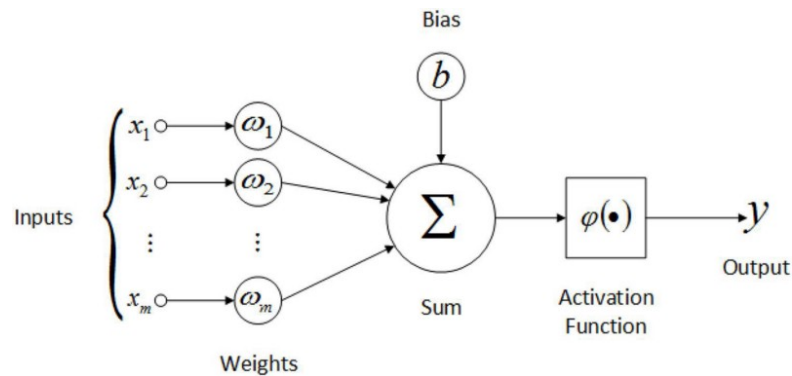 Bias
b
x₁
ω₁
x₂
ω₂
Inputs
⋮
⋮
Σ
φ(•)
y
Output
xₘ
ωₘ
Sum
Activation
Function
Weights